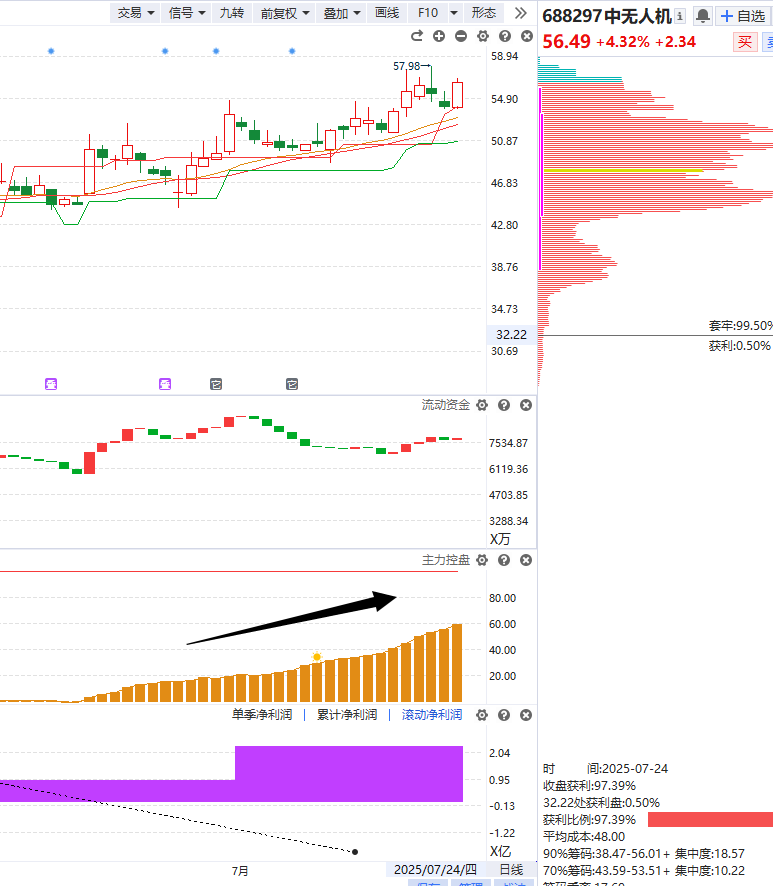 交易 信号 九转 前复权 叠加 画线 F10 形态
688297 中无人机 i 自选
56.49 +4.32% +2.34 买
58.94
57.98
54.90
50.87
46.83
42.80
38.76
34.73
32.22
30.69
套牢:99.50%
获利:0.50%
流动资金
7534.87
6119.36
4703.85
3288.34
X万
主力控盘
80.00
60.00
40.00
20.00
单季净利润 累计净利润 滚动净利润
2.04
0.95
-0.13
-1.22
X亿
7月 2025/07/24/四 日线
时 间:2025-07-24
收盘获利:97.39%
32.22处获利盘:0.50%
获利比例:97.39%
平均成本:48.00
90%筹码:38.47-56.01+ 集中度:18.57
70%筹码:43.59-53.51+ 集中度:10.22